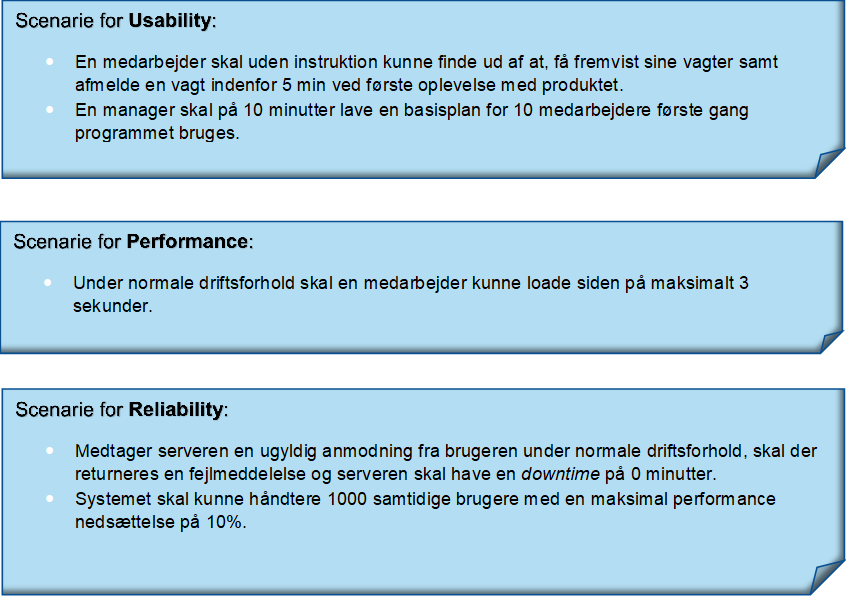 Scenarie for Usability:
En medarbejder skal uden instruktion kunne finde ud af at, få fremvist sine vagter samt
afmelde en vagt indenfor 5 min ved første oplevelse med produktet.
En manager skal på 10 minutter lave en basisplan for 10 medarbejdere første gang
programmet bruges.
Scenarie for Performance:
Under normale driftsforhold skal en medarbejder kunne loade siden på maksimalt 3
sekunder.
Scenarie for Reliability:
Medtager serveren en ugyldig anmodning fra brugeren under normale driftsforhold, skal der
returneres en fejlmeddelelse og serveren skal have en downtime på 0 minutter.
Systemet skal kunne håndtere 1000 samtidige brugere med en maksimal performance
nedsættelse på 10%.